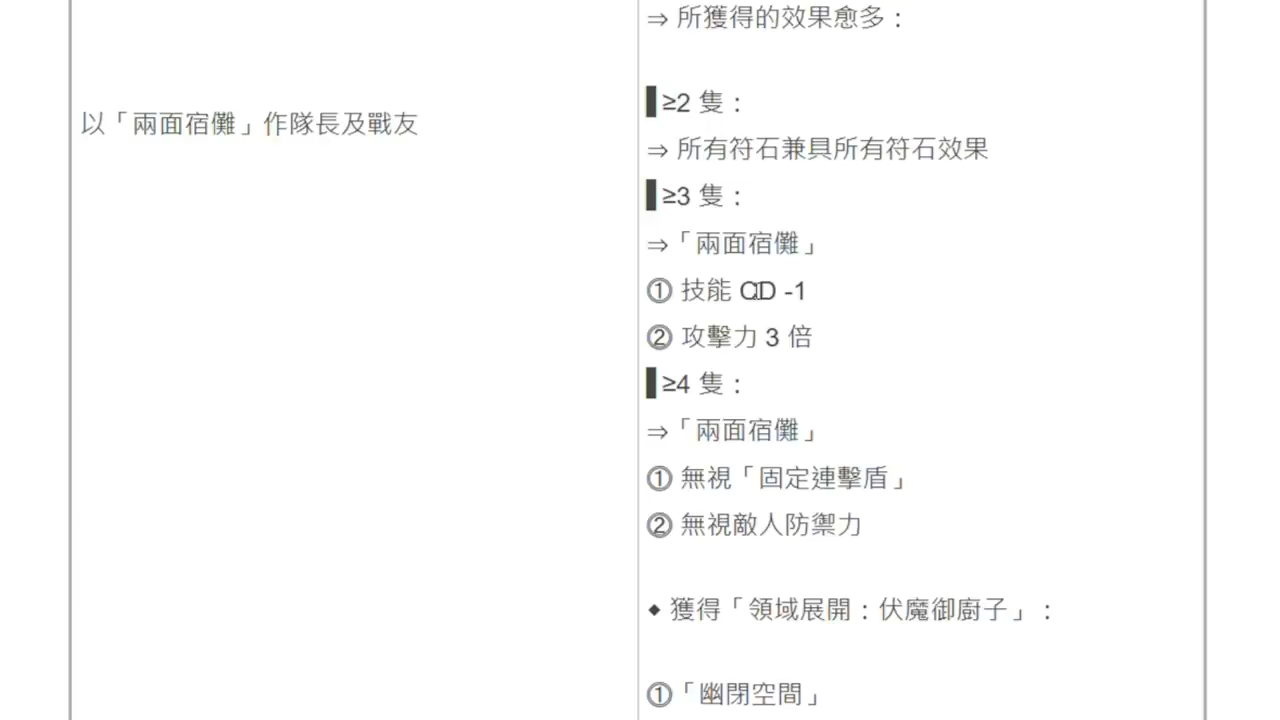 ⇒ 所獲得的效果愈多：
以「兩面宿儺」作隊長及戰友
▌≥2 隻：
⇒ 所有符石兼具所有符石效果
▌≥3 隻：
⇒「兩面宿儺」
① 技能 CD -1
② 攻擊力 3 倍
▌≥4 隻：
⇒「兩面宿儺」
① 無視「固定連擊盾」
② 無視敵人防禦力
◆ 獲得「領域展開：伏魔御廚子」：
①「幽閉空間」